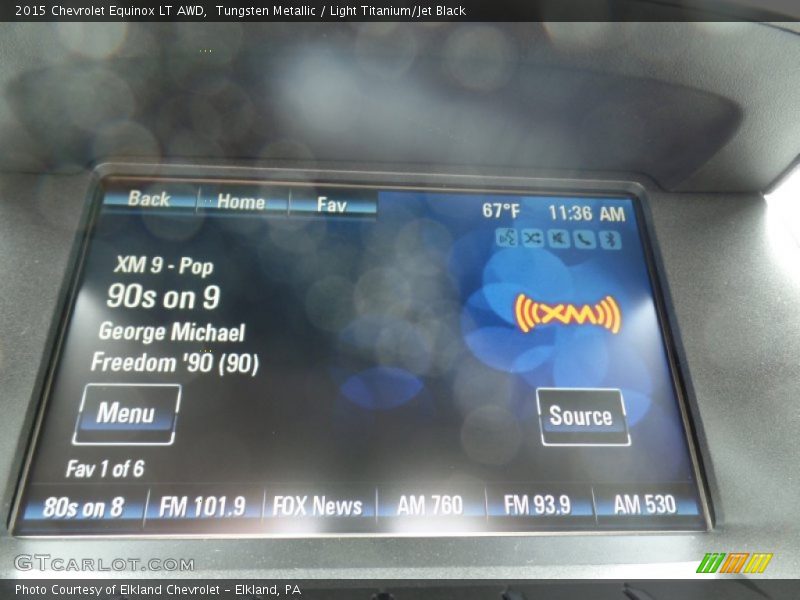 2015 Chevrolet Equinox LT AWD,  Tungsten Metallic / Light Titanium/Jet Black
Back Home Fav 67°F 11:36 AM
XM 9 - Pop
90s on 9
XM
George Michael
Freedom '90 (90)
Menu Source
Fav 1 of 6
80s on 8 FM 101.9 FOX News AM 760 FM 93.9 AM 530
GTCARLOT.COM
Photo Courtesy of Elkland Chevrolet - Elkland, PA